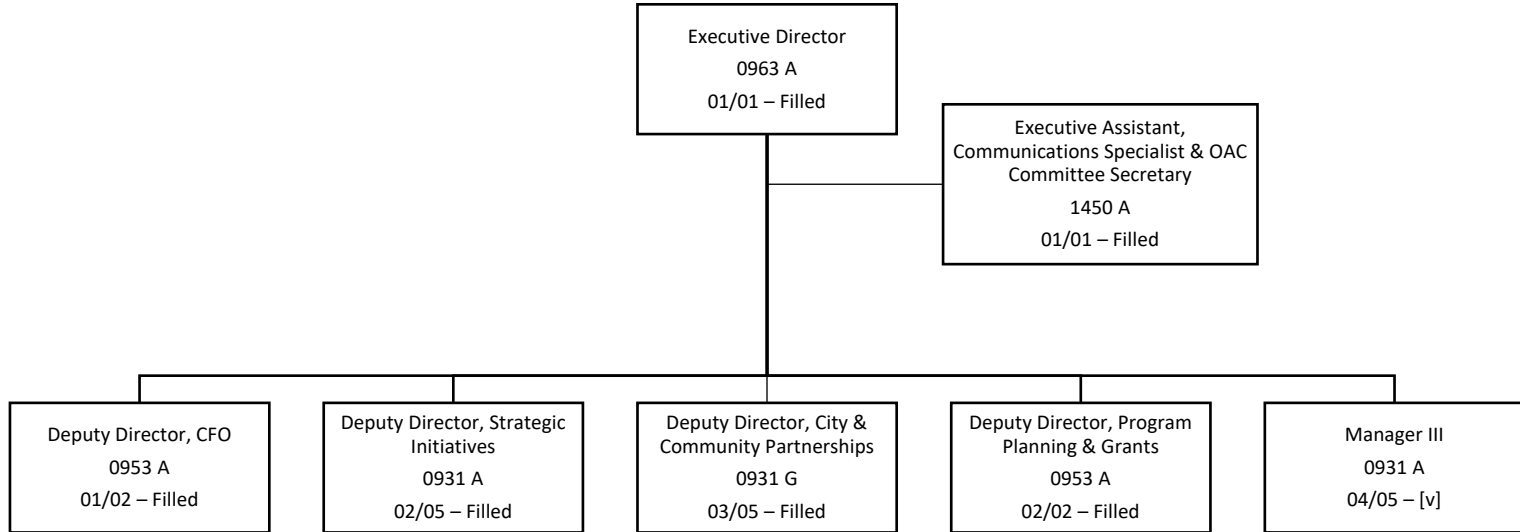 Executive Director
0963 A
01/01 – Filled
Executive Assistant,
Communications Specialist & OAC
Committee Secretary
1450 A
01/01 – Filled
Deputy Director, CFO
0953 A
01/02 – Filled
Deputy Director, Strategic
Initiatives
0931 A
02/05 – Filled
Deputy Director, City &
Community Partnerships
0931 G
03/05 – Filled
Deputy Director, Program
Planning & Grants
0953 A
02/02 – Filled
Manager III
0931 A
04/05 – [v]